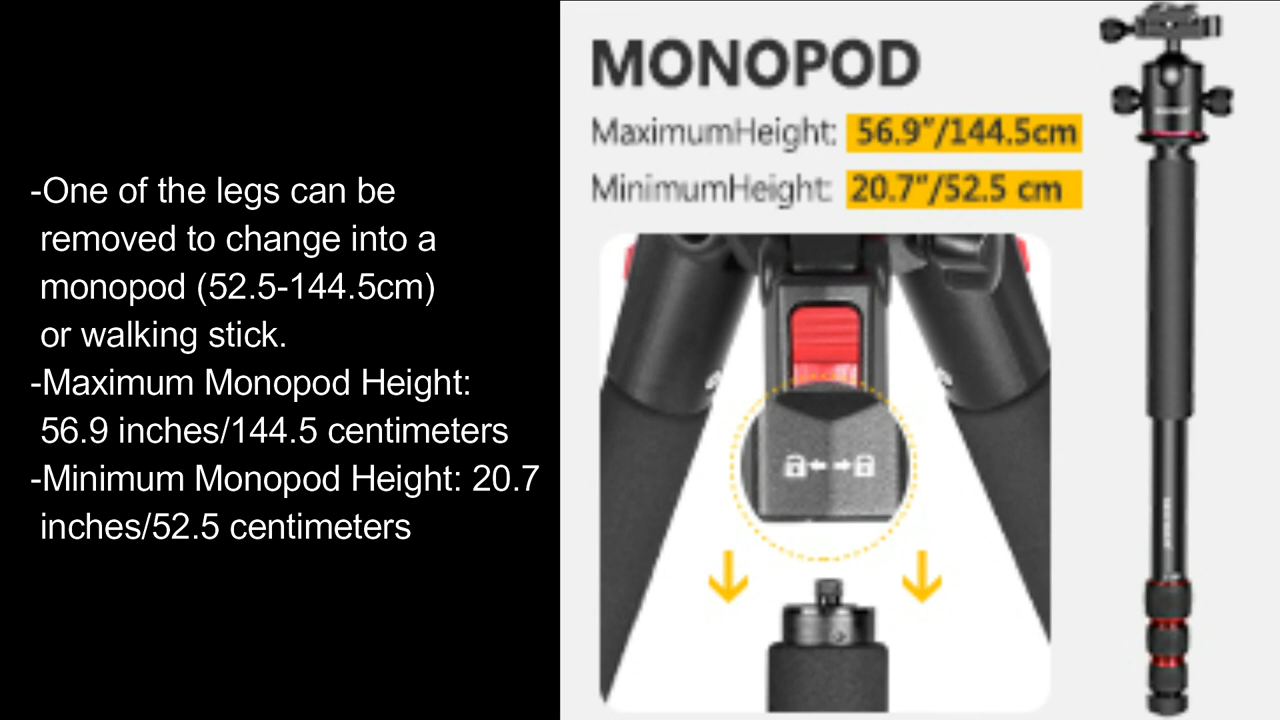 -One of the legs can be
removed to change into a
monopod (52.5-144.5cm)
or walking stick.
-Maximum Monopod Height:
56.9 inches/144.5 centimeters
-Minimum Monopod Height: 20.7
inches/52.5 centimeters
MONOPOD
MaximumHeight: 56.9"/144.5cm
MinimumHeight: 20.7"/52.5 cm